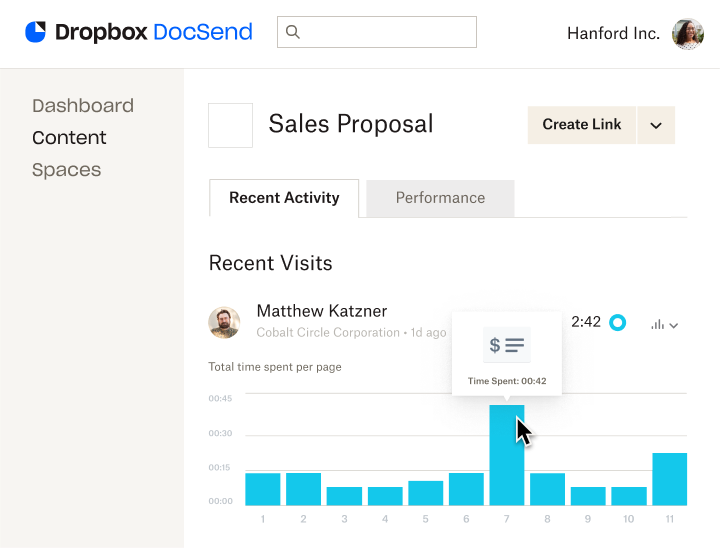 Dropbox DocSend
Hanford Inc.
Dashboard
Content
Spaces
Sales Proposal
Create Link
Recent Activity
Performance
Recent Visits
Matthew Katzner
Cobalt Circle Corporation • 1d ago
2:42
$
Time Spent: 00:42
Total time spent per page
00:45
00:30
00:15
00:00
1 2 3 4 5 6 7 8 9 10 11